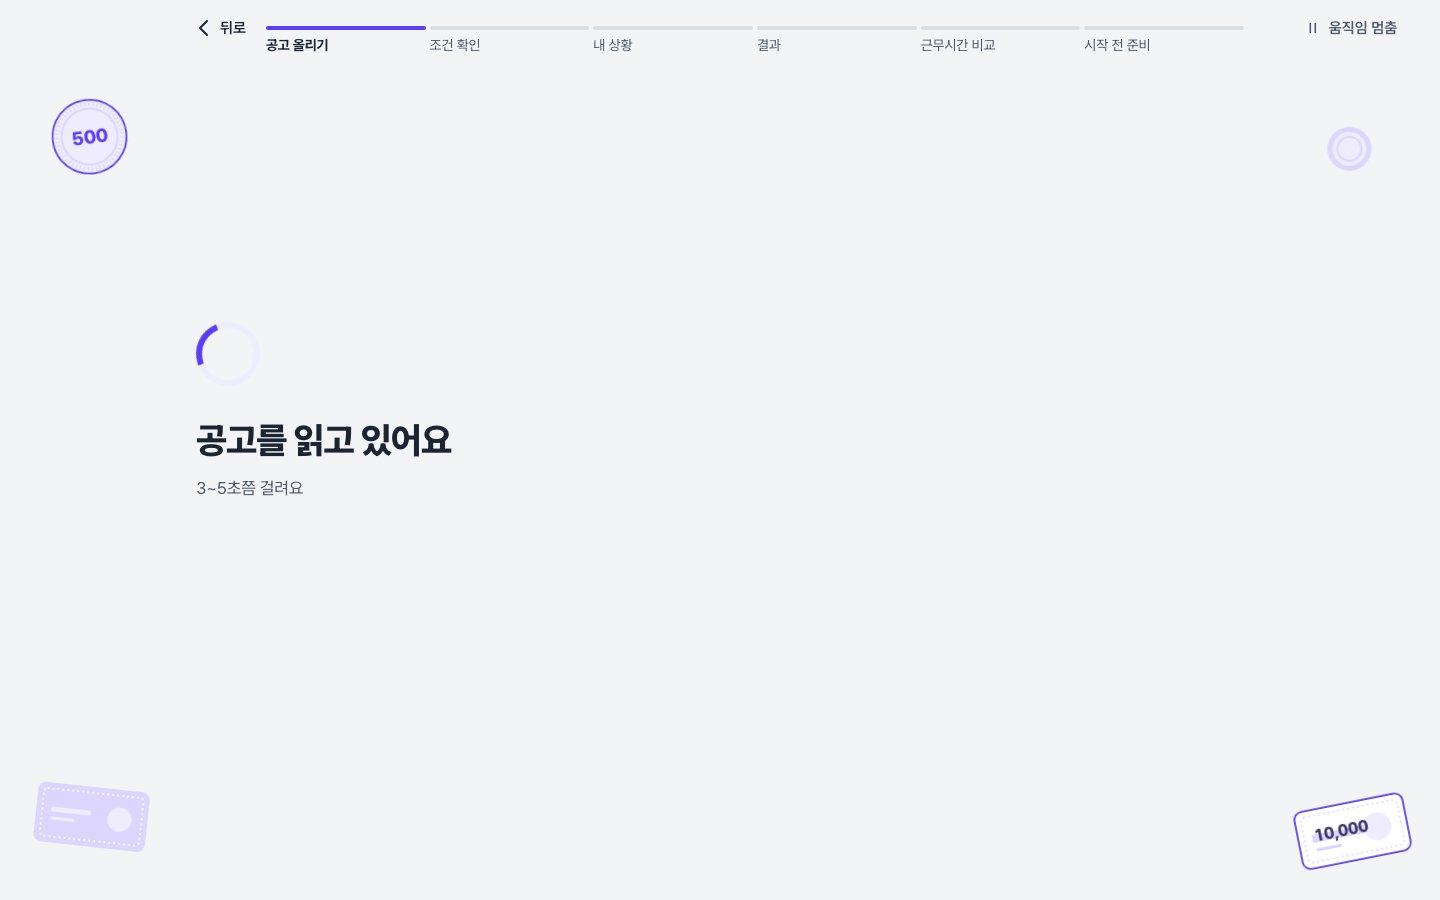 뒤로
공고 올리기
조건 확인
내 상황
결과
근무시간 비교
시작 전 준비
움직임 멈춤
500
공고를 읽고 있어요
3~5초쯤 걸려요
10,000